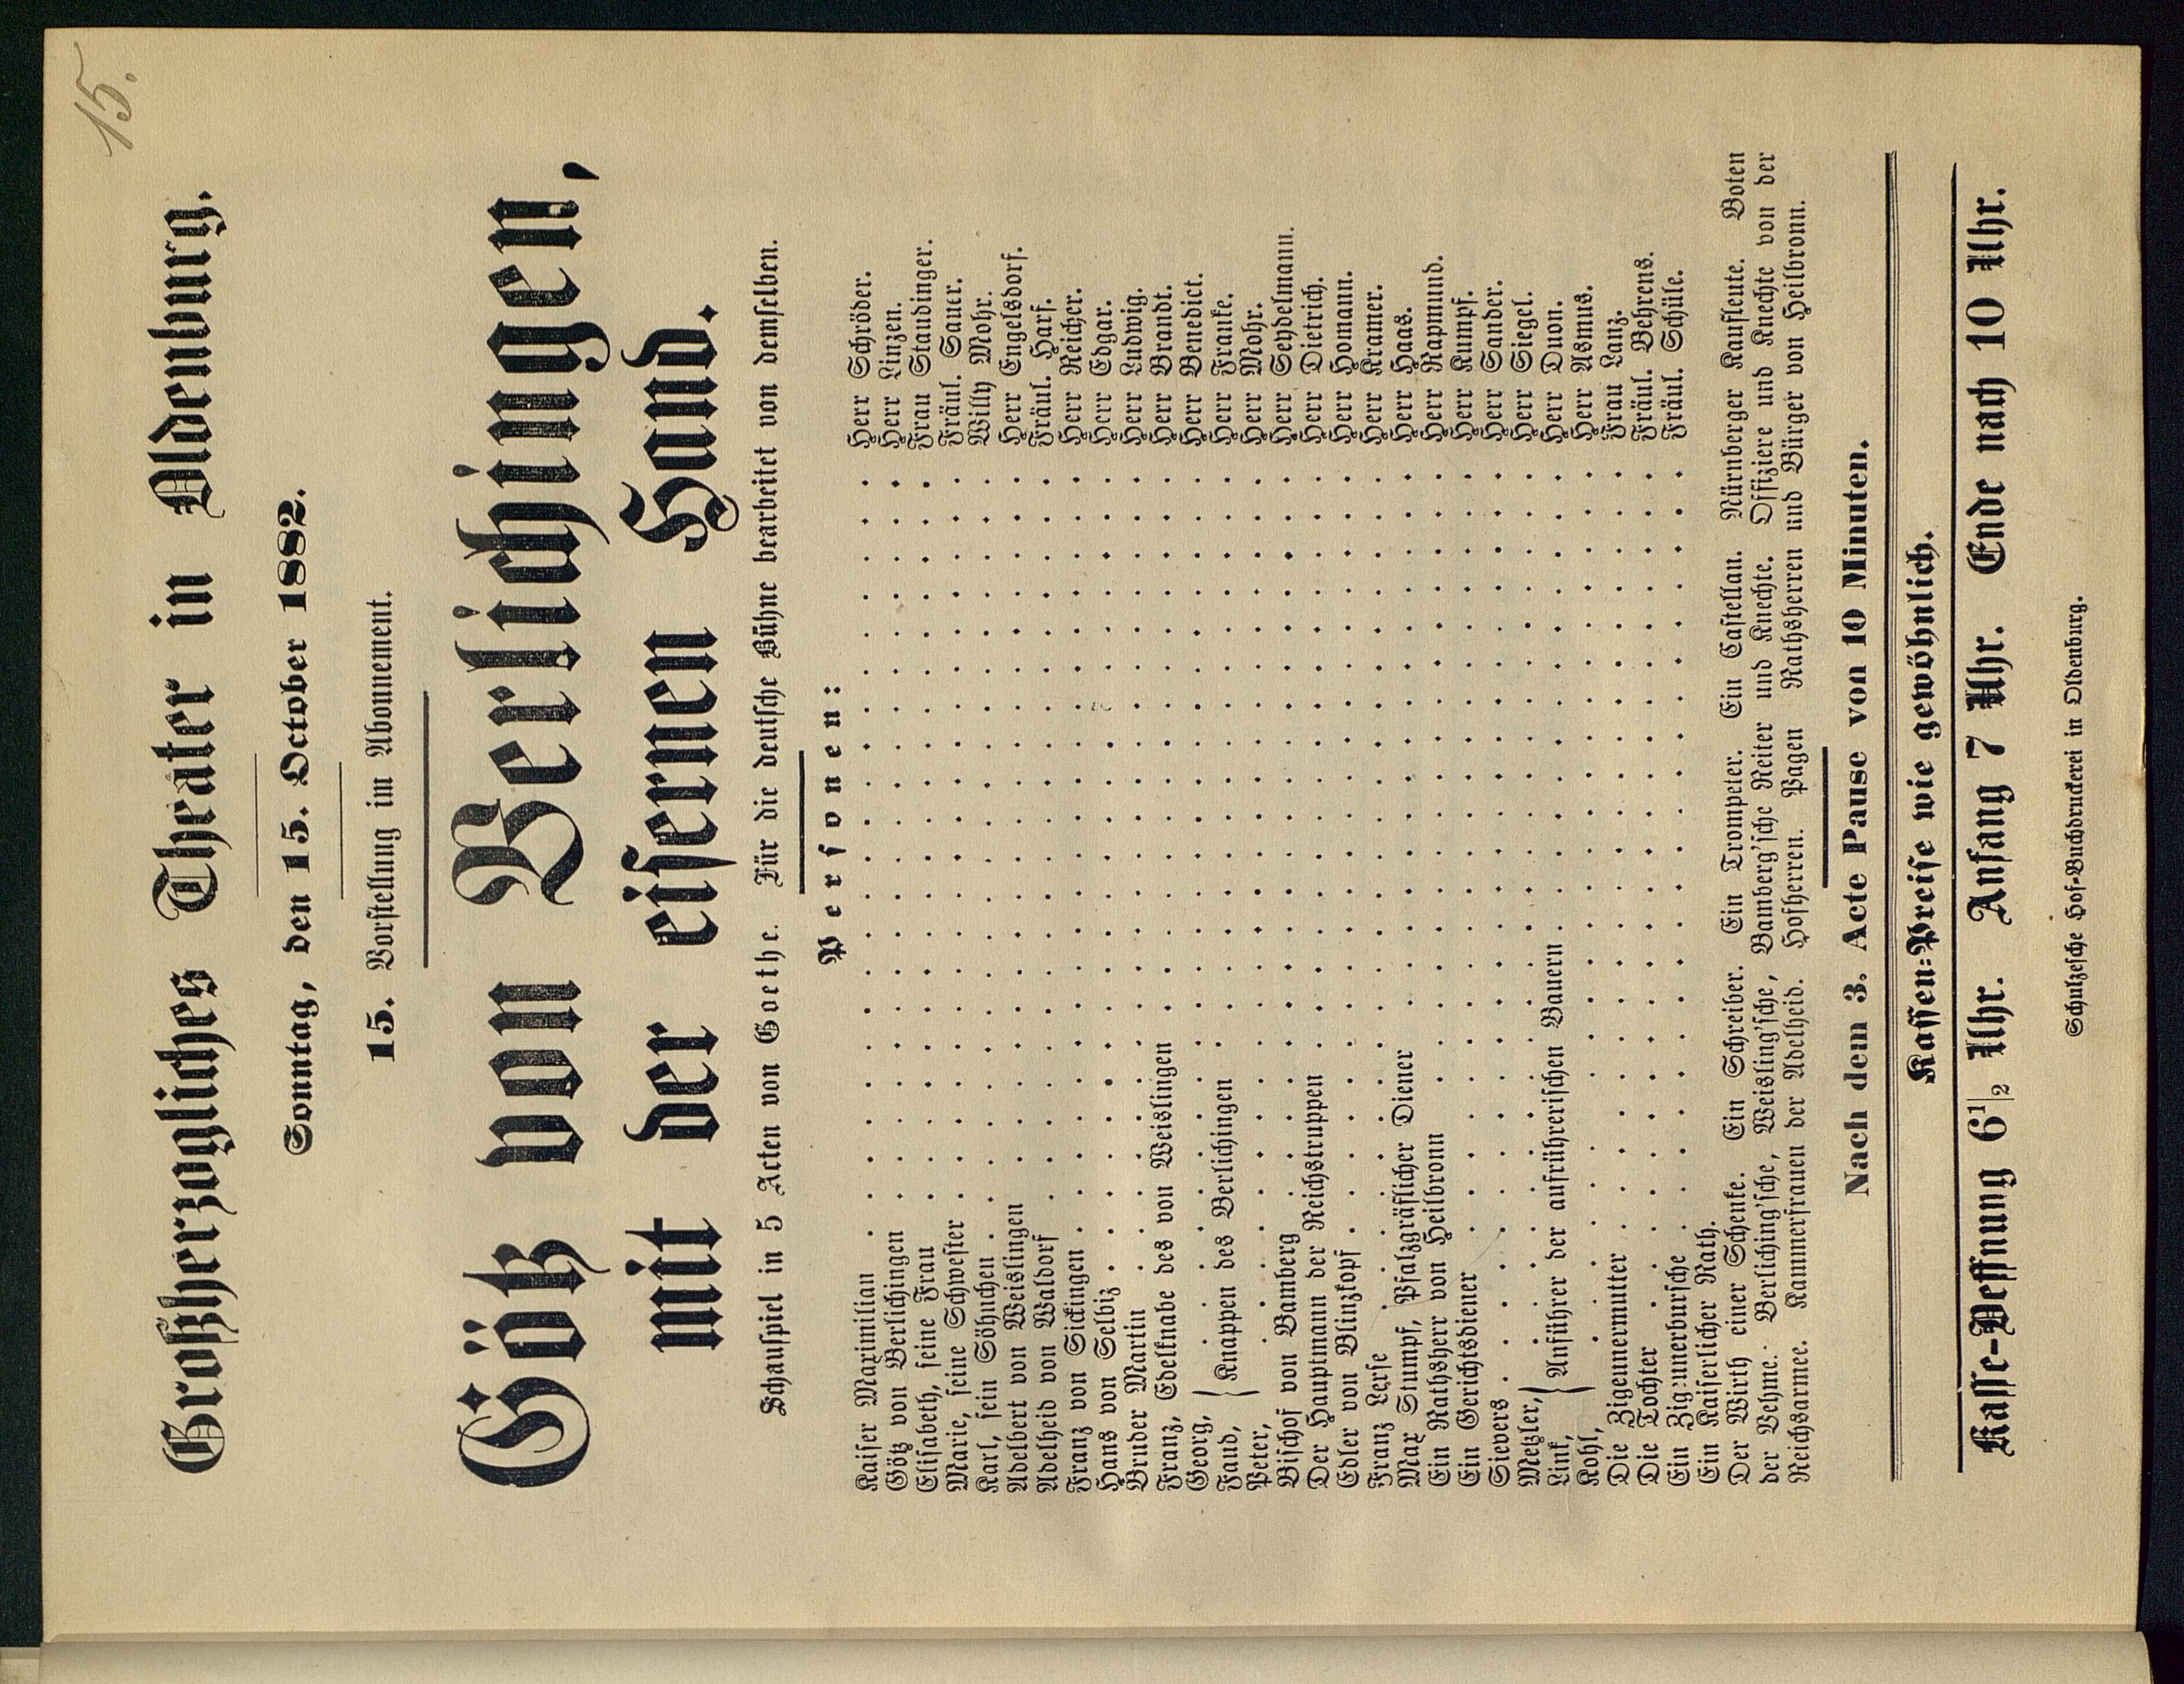 15.
Großherzogliches Theater in Oldenburg.
Sonntag, den 15. October 1882.
15. Vorstellung im Abonnement.
Götz von Berlichingen,
mit der eisernen Hand.
Schauspiel in 5 Acten von Goethe. Für die deutsche Bühne bearbeitet von demselben.
Personen:
Kaiser Maximilian . . . Herr Schröder.
Götz von Berlichingen . . . Herr Linzen.
Elisabeth, seine Frau . . . Frau Staudinger.
Marie, seine Schwester . . . Fräul. Sauer.
Karl, sein Söhnchen . . . Willy Mohr.
Adelbert von Weislingen . . . Herr Engelsdorf.
Adelheid von Waldorf . . . Fräul. Harf.
Franz von Sickingen . . . Herr Reicher.
Hans von Selbiz . . . Herr Edgar.
Bruder Martin . . . Herr Ludwig.
Franz, Edelknabe des von Weislingen . . . Herr Brandt.
Georg, . . . Herr Benedict.
Faud, } Knappen des Berlichingen . . . Herr Franke.
Peter, . . . Herr Mohr.
Bischof von Bamberg . . . Herr Seydelmann.
Der Hauptmann der Reichstruppen . . . Herr Dietrich.
Edler von Blinzkopf . . . Herr Homann.
Franz Lerse . . . Herr Kramer.
Max Stumpf, Pfalzgräflicher Diener . . . Herr Haas.
Ein Rathsherr von Heilbronn . . . Herr Rapmund.
Ein Gerichtsdiener . . . Herr Kumpf.
Sievers . . . Herr Sander.
Metzler, . . . Herr Siegel.
Link, } Anführer der aufrührerischen Bauern . . . Herr Duon.
Kohl, . . . Herr Asmus.
Die Zigeunermutter . . . Frau Lanz.
Die Tochter . . . Fräul. Behrens.
Ein Zigeunerbursche . . . Fräul. Schüle.
Ein Kaiserlicher Rath.
Der Wirth einer Schenke. Ein Schreiber. Ein Trompeter. Ein Castellan. Nürnberger Kaufleute. Boten
der Vehme. Berliching'sche, Weisling'sche, Bamberg'sche Reiter und Knechte. Offiziere und Knechte von der
Reichsarmee. Kammerfrauen der Adelheid. Hofherren. Pagen Rathsherren und Bürger von Heilbronn.
Nach dem 3. Acte Pause von 10 Minuten.
Kassen-Preise wie gewöhnlich.
Kasse-Oeffnung 6½ Uhr. Anfang 7 Uhr. Ende nach 10 Uhr.
Schulzesche Hof-Buchdruckerei in Oldenburg.